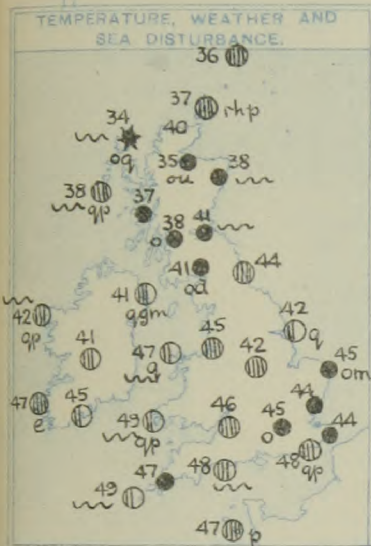 TEMPERATURE, WEATHER AND
SEA DISTURBANCE.
36
37 rhp
34 40
oq
35 38
ou
38 37
qp
38 41
o
41 44
od
41
qgm
42 42
qp q
41 47 45 42
q
45
om
47 45 49 46 45 44
e qp o
44
48
qp
47 48
49
47 p